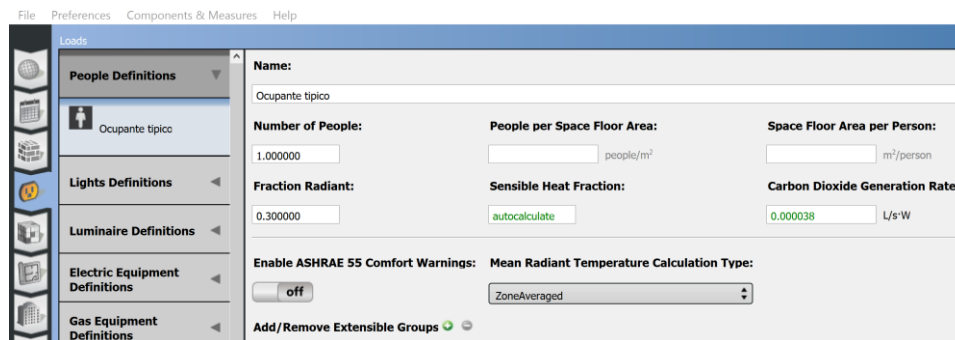 File Preferences Components & Measures Help
Loads
People Definitions
Ocupante tipico
Lights Definitions
Luminaire Definitions
Electric Equipment
Definitions
Gas Equipment
Definitions
Name:
Ocupante tipico
Number of People: People per Space Floor Area: Space Floor Area per Person:
1.000000 people/m² m²/person
Fraction Radiant: Sensible Heat Fraction: Carbon Dioxide Generation Rate
0.300000 autocalculate 0.000038 L/s·W
Enable ASHRAE 55 Comfort Warnings: Mean Radiant Temperature Calculation Type:
off ZoneAveraged
Add/Remove Extensible Groups